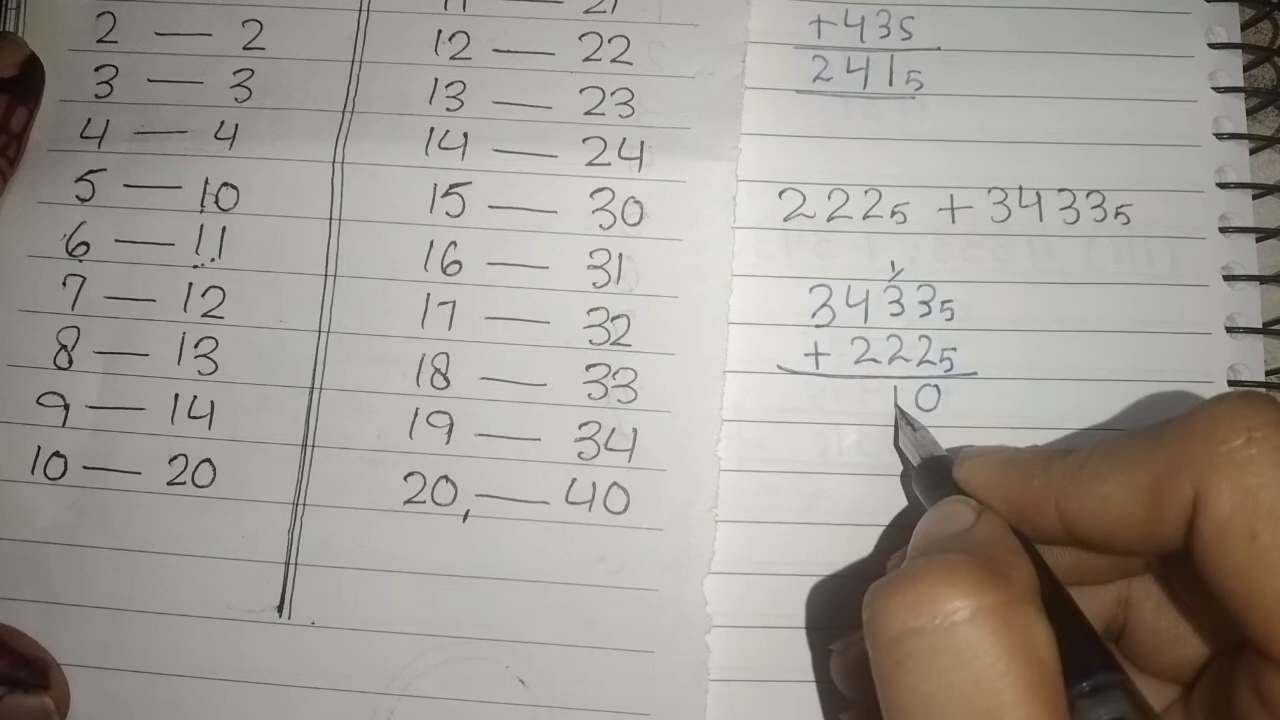 11 — 21
2 — 2
12 — 22
3 — 3
13 — 23
4 — 4
14 — 24
5 — 10
15 — 30
6 — 11
16 — 31
7 — 12
17 — 32
8 — 13
18 — 33
9 — 14
19 — 34
10 — 20
20, — 40
+435
2415
2225 + 34335
1
34335
+ 2225
10